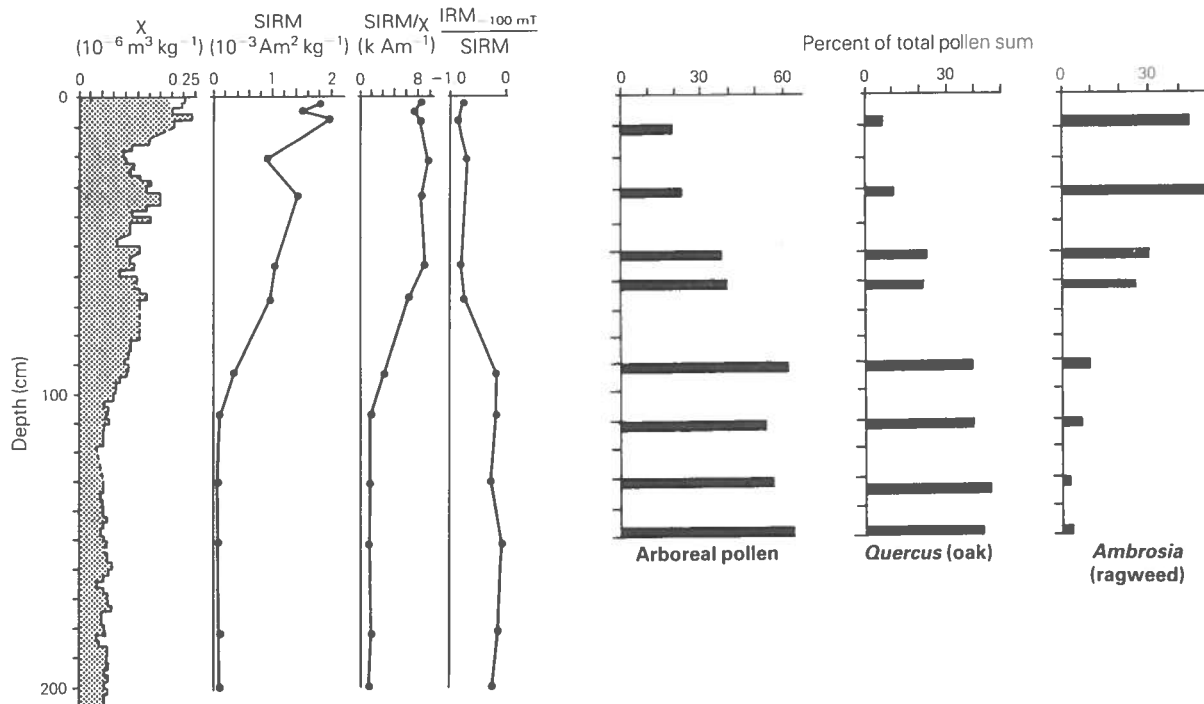 χ
(10⁻⁶ m³ kg⁻¹)
0 0.25
SIRM
(10⁻³ Am² kg⁻¹)
0 1 2
SIRM/χ
(k Am⁻¹)
0 8
IRM₋₁₀₀ mT
SIRM
−1.0 0
Depth (cm)
0
100
200
Percent of total pollen sum
0 30 60
0 30
0 30
Arboreal pollen
Quercus (oak)
Ambrosia
(ragweed)